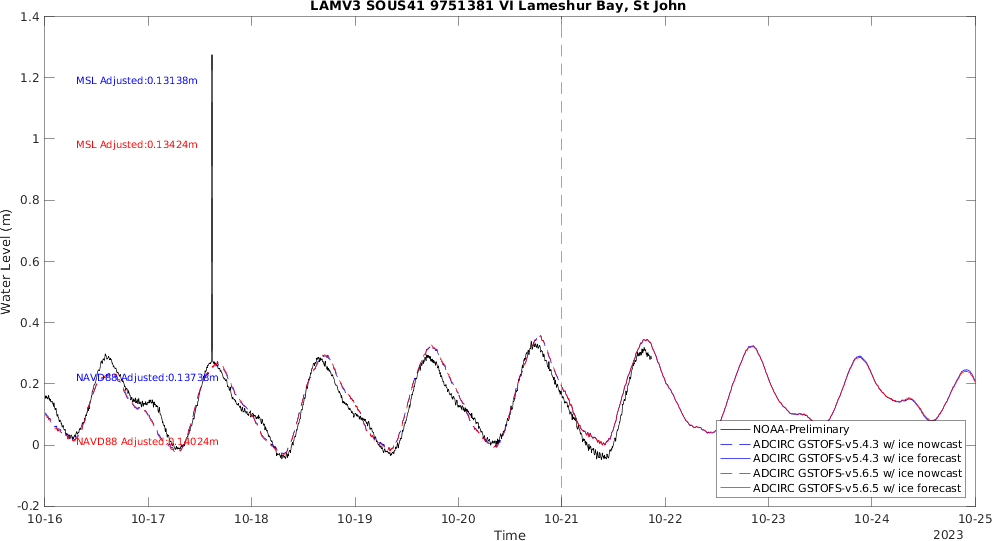 LAMV3 SOUS41 9751381 VI Lameshur Bay, St John
1.4
1.2
1
0.8
0.6
0.4
0.2
0
-0.2
Water Level (m)
MSL Adjusted:0.13138m
MSL Adjusted:0.13424m
NAVD88 Adjusted:0.13738m
NAVD88 Adjusted:0.14024m
NOAA-Preliminary
ADCIRC GSTOFS-v5.4.3 w/ ice nowcast
ADCIRC GSTOFS-v5.4.3 w/ ice forecast
ADCIRC GSTOFS-v5.6.5 w/ ice nowcast
ADCIRC GSTOFS-v5.6.5 w/ ice forecast
10-16 10-17 10-18 10-19 10-20 10-21 10-22 10-23 10-24 10-25
Time
2023